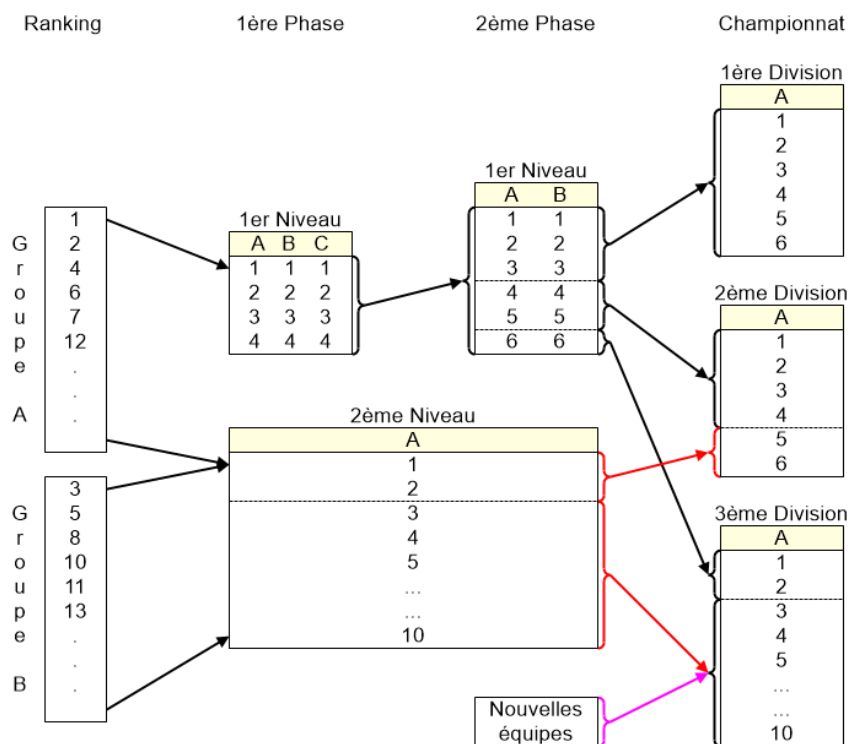 Ranking 1ère Phase 2ème Phase Championnat
Groupe A
1
2
4
6
7
12
.
.
.
Groupe B
3
5
8
10
11
13
.
.
.
1er Niveau
A B C
1 1 1
2 2 2
3 3 3
4 4 4
2ème Niveau
A
1
2
3
4
5
...
...
10
1er Niveau
A B
1 1
2 2
3 3
4 4
5 5
6 6
Nouvelles
équipes
1ère Division
A
1
2
3
4
5
6
2ème Division
A
1
2
3
4
5
6
3ème Division
A
1
2
3
4
5
...
...
10